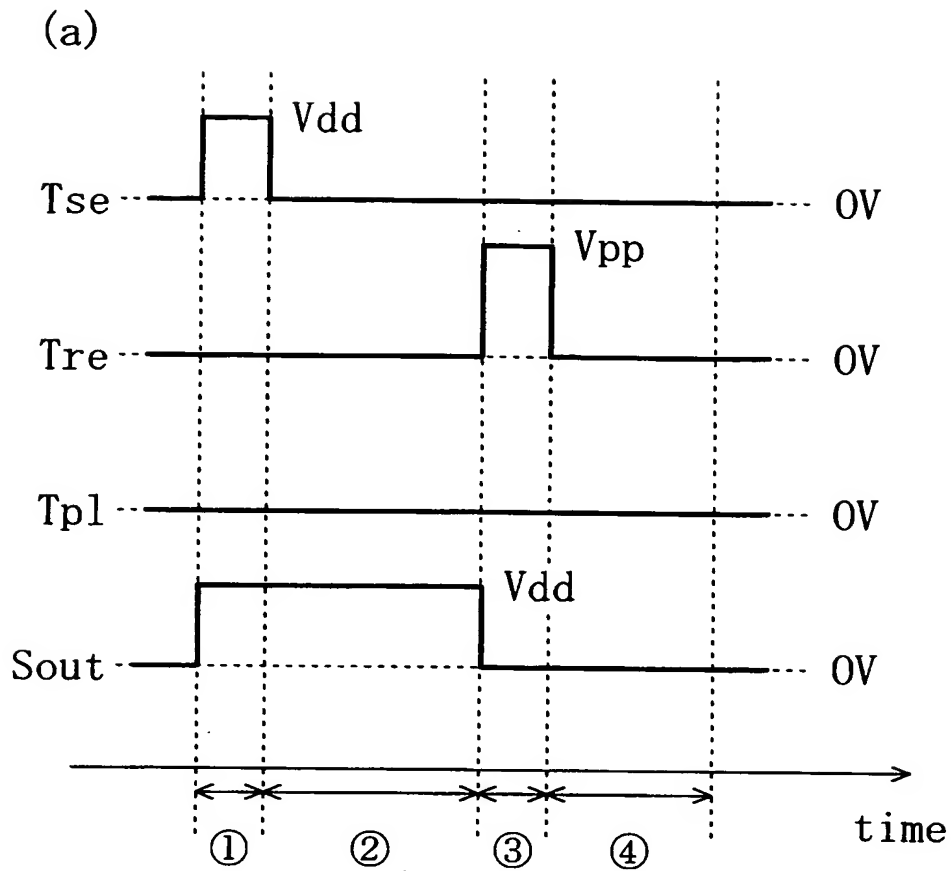 (a)
Vdd
Tse 0V
Vpp
Tre 0V
Tpl 0V
Vdd
Sout 0V
time
① ② ③ ④